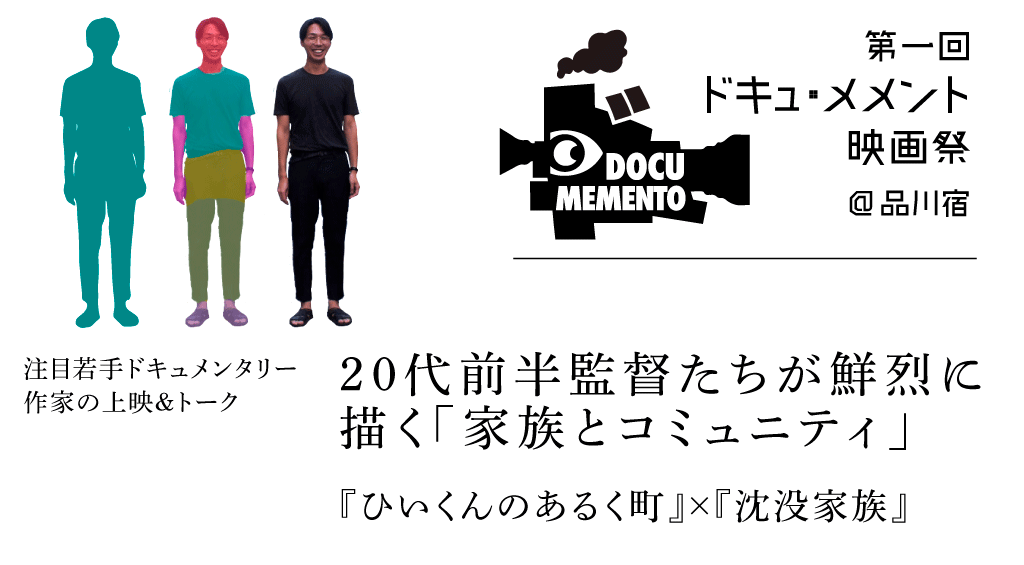 第一回
ドキュ・メメント
映画祭
@品川宿
DOCU
MEMENTO
注目若手ドキュメンタリー
作家の上映&トーク
20代前半監督たちが鮮烈に
描く「家族とコミュニティ」
『ひいくんのあるく町』×『沈没家族』